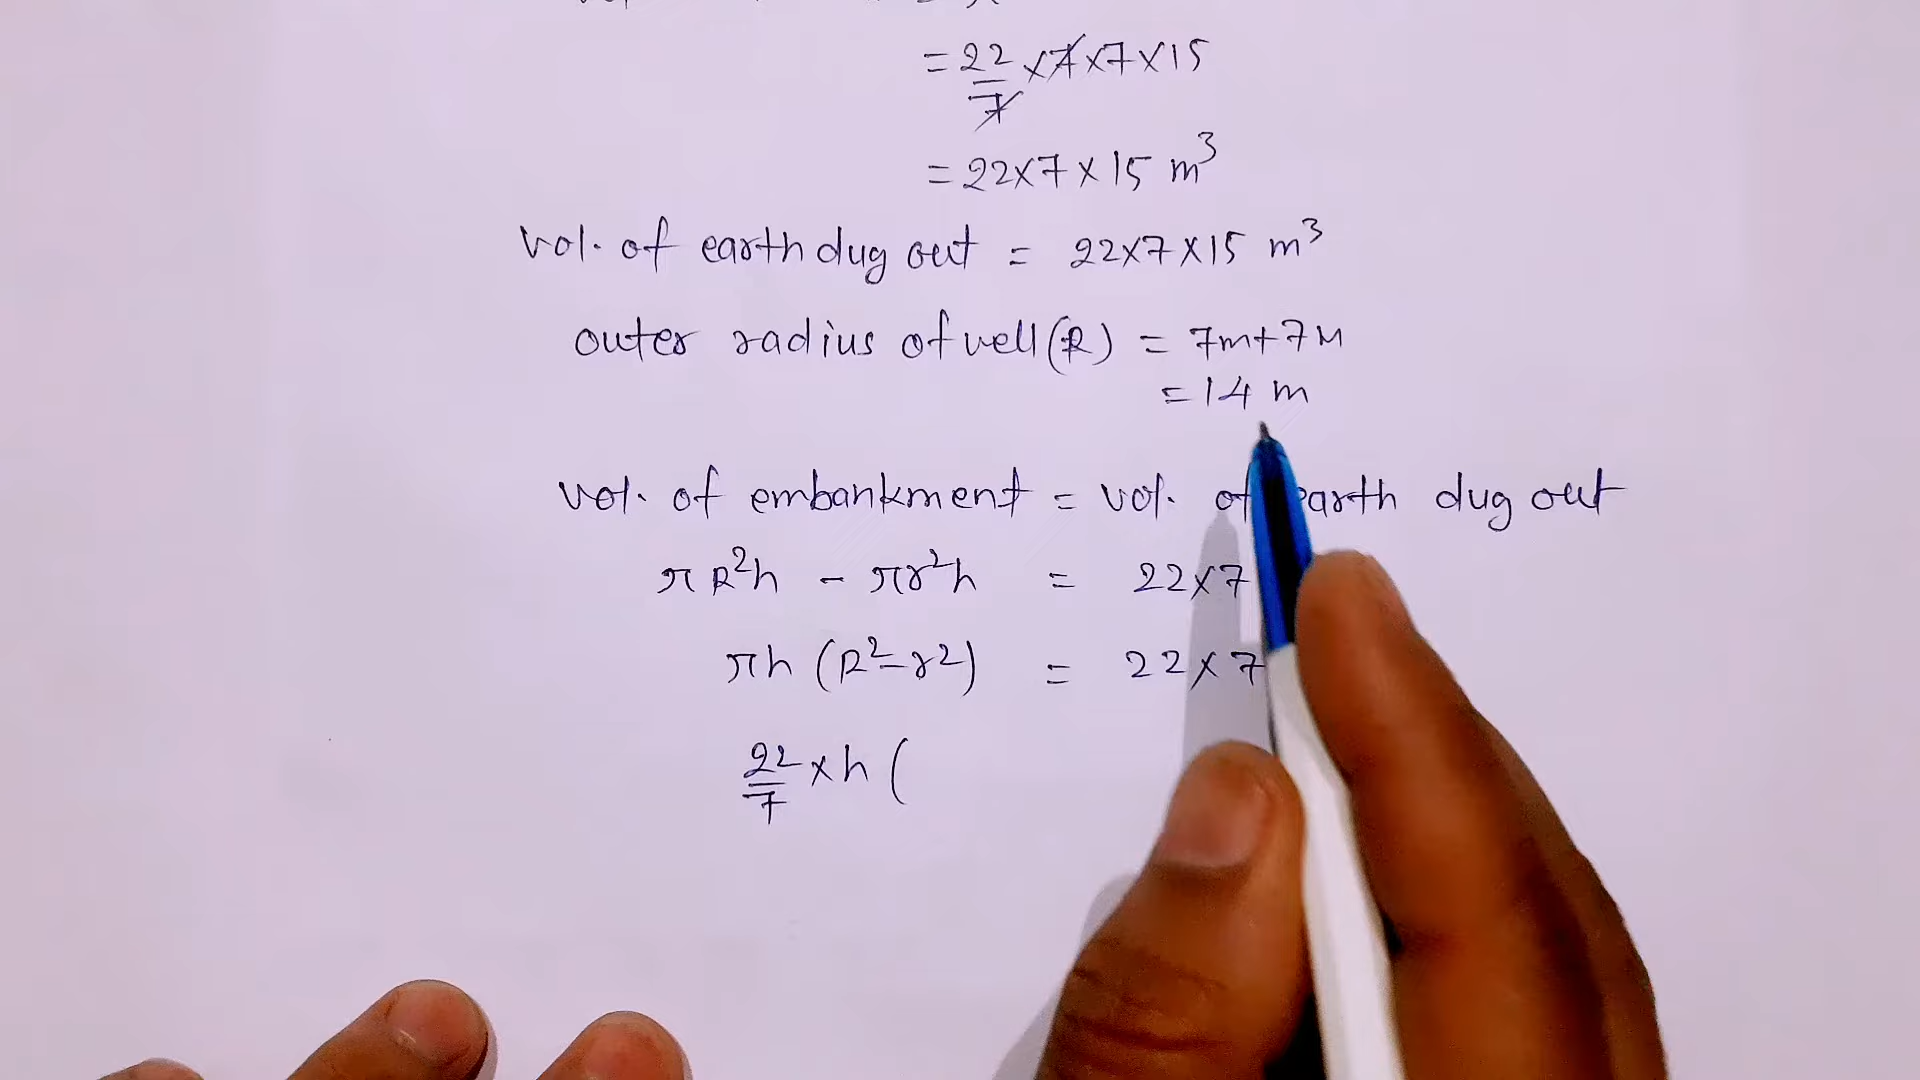 = 22/7 × 7 × 7 × 15
= 22 × 7 × 15 m³
Vol. of earth dug out = 22 × 7 × 15 m³
outer radius of well (R) = 7m + 7m
= 14 m
Vol. of embankment = vol. of earth dug out
πR²h - πr²h = 22 × 7
πh (R² - r²) = 22 × 7
22/7 × h (